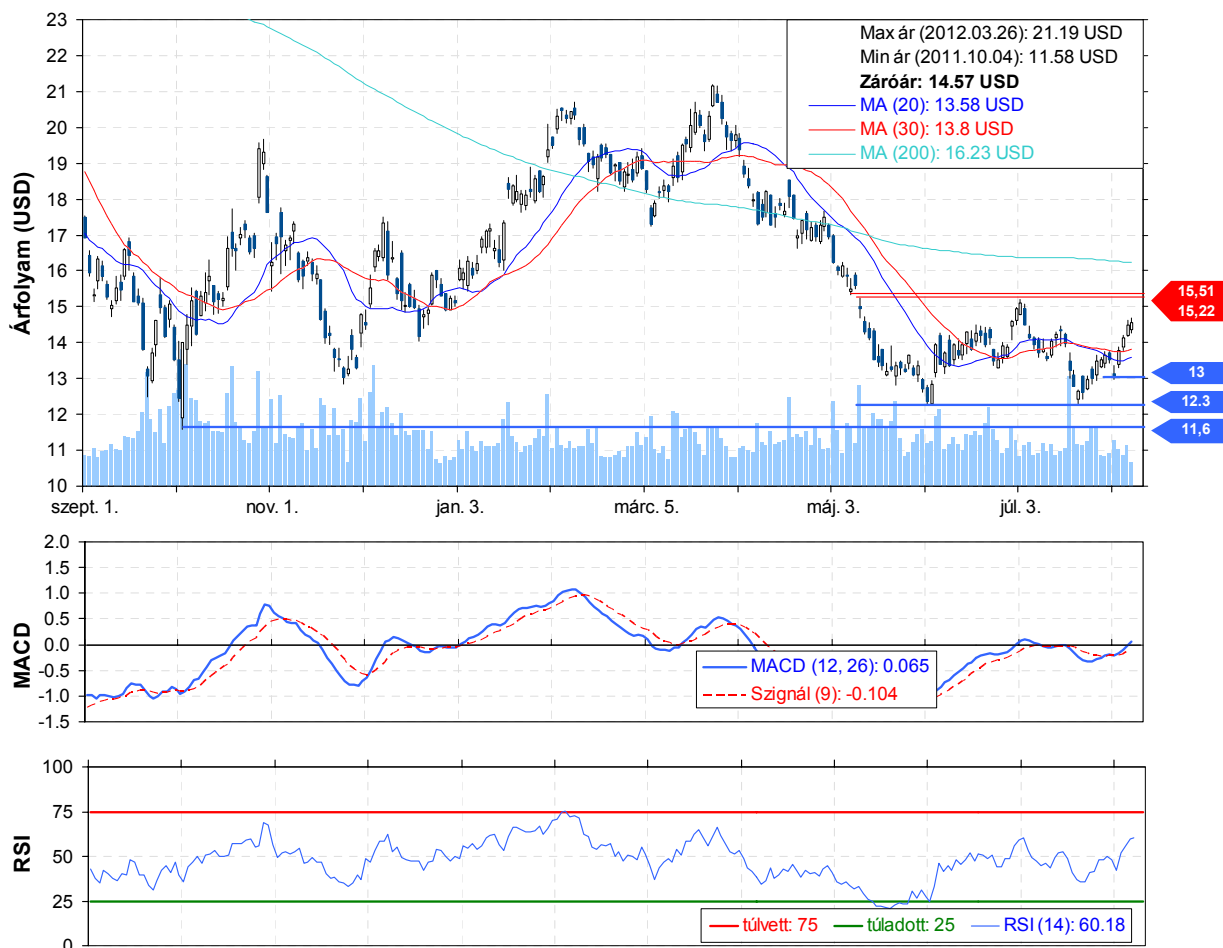 23
22
21
20
19
18
17
16
15
14
13
12
11
10
Árfolyam (USD)
Max ár (2012.03.26): 21.19 USD
Min ár (2011.10.04): 11.58 USD
Záróár: 14.57 USD
MA (20): 13.58 USD
MA (30): 13.8 USD
MA (200): 16.23 USD
15,51
15,22
13
12.3
11,6
szept. 1.
nov. 1.
jan. 3.
márc. 5.
máj. 3.
júl. 3.
2.0
1.5
1.0
0.5
0.0
-0.5
-1.0
-1.5
MACD
MACD (12, 26): 0.065
Szignál (9): -0.104
100
75
50
25
0
RSI
túlvett: 75
túladott: 25
RSI (14): 60.18